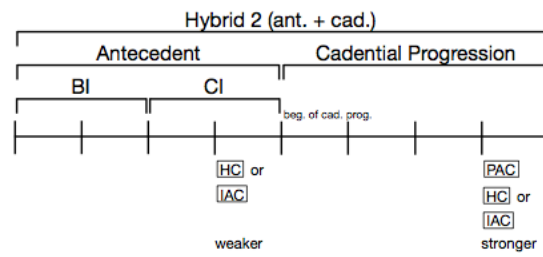 Hybrid 2 (ant. + cad.)
Antecedent Cadential Progression
BI CI
beg. of cad. prog.
HC or PAC
IAC HC or
IAC
weaker stronger